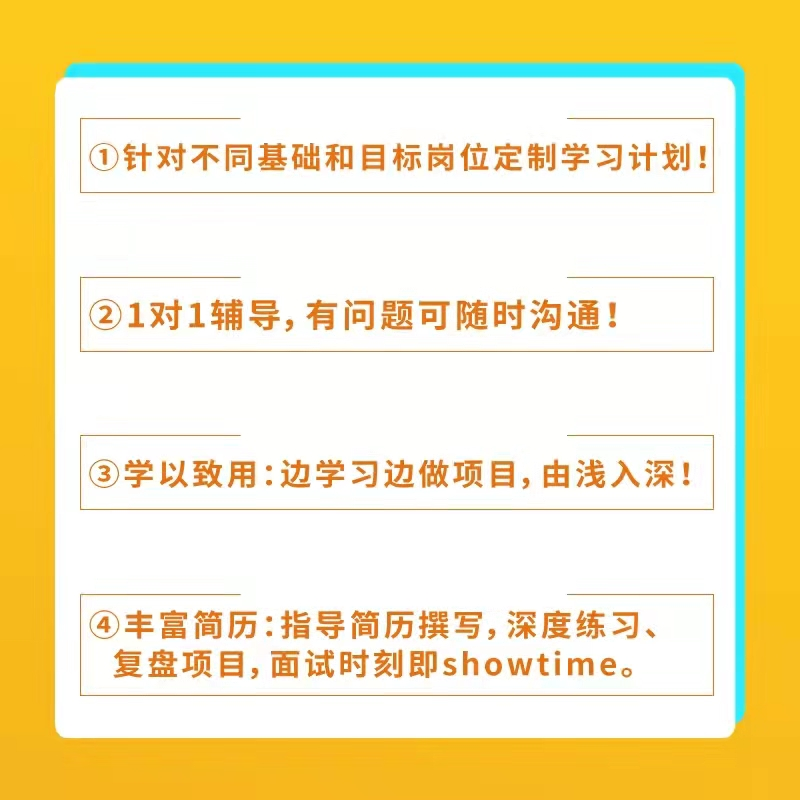 ①针对不同基础和目标岗位定制学习计划！
②1对1辅导，有问题可随时沟通！
③学以致用：边学习边做项目，由浅入深！
④丰富简历：指导简历撰写，深度练习、
复盘项目，面试时刻即showtime。